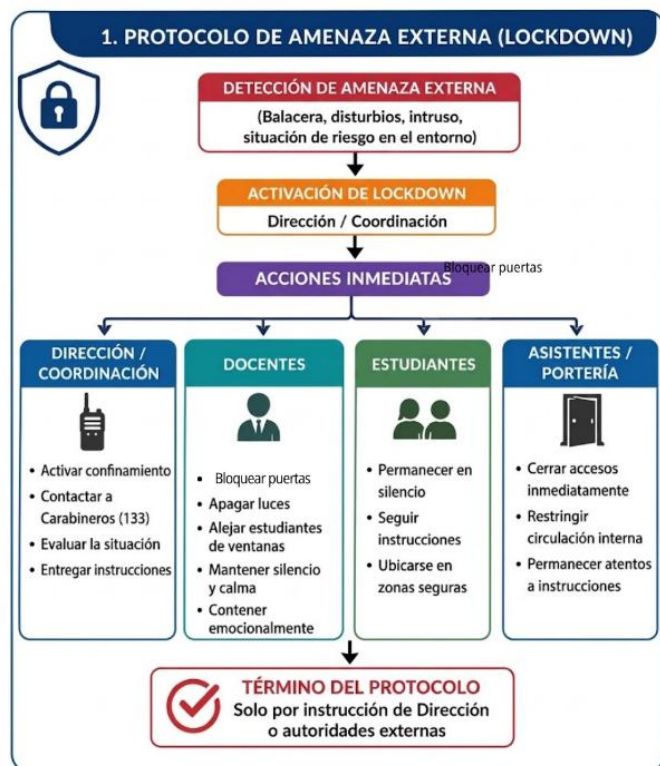 1. PROTOCOLO DE AMENAZA EXTERNA (LOCKDOWN)
DETECCIÓN DE AMENAZA EXTERNA
(Balacera, disturbios, intruso,
situación de riesgo en el entorno)
ACTIVACIÓN DE LOCKDOWN
Dirección / Coordinación
Bloquear puertas
ACCIONES INMEDIATAS
DIRECCIÓN /
COORDINACIÓN
• Activar confinamiento
• Contactar a
Carabineros (133)
• Evaluar la situación
• Entregar instrucciones
DOCENTES
• Bloquear puertas
• Apagar luces
• Alejar estudiantes
de ventanas
• Mantener silencio
y calma
• Contener
emocionalmente
ESTUDIANTES
• Permanecer en
silencio
• Seguir
instrucciones
• Ubicarse en
zonas seguras
ASISTENTES /
PORTERÍA
• Cerrar accesos
inmediatamente
• Restringir
circulación interna
• Permanecer atentos
a instrucciones
TÉRMINO DEL PROTOCOLO
Solo por instrucción de Dirección
o autoridades externas